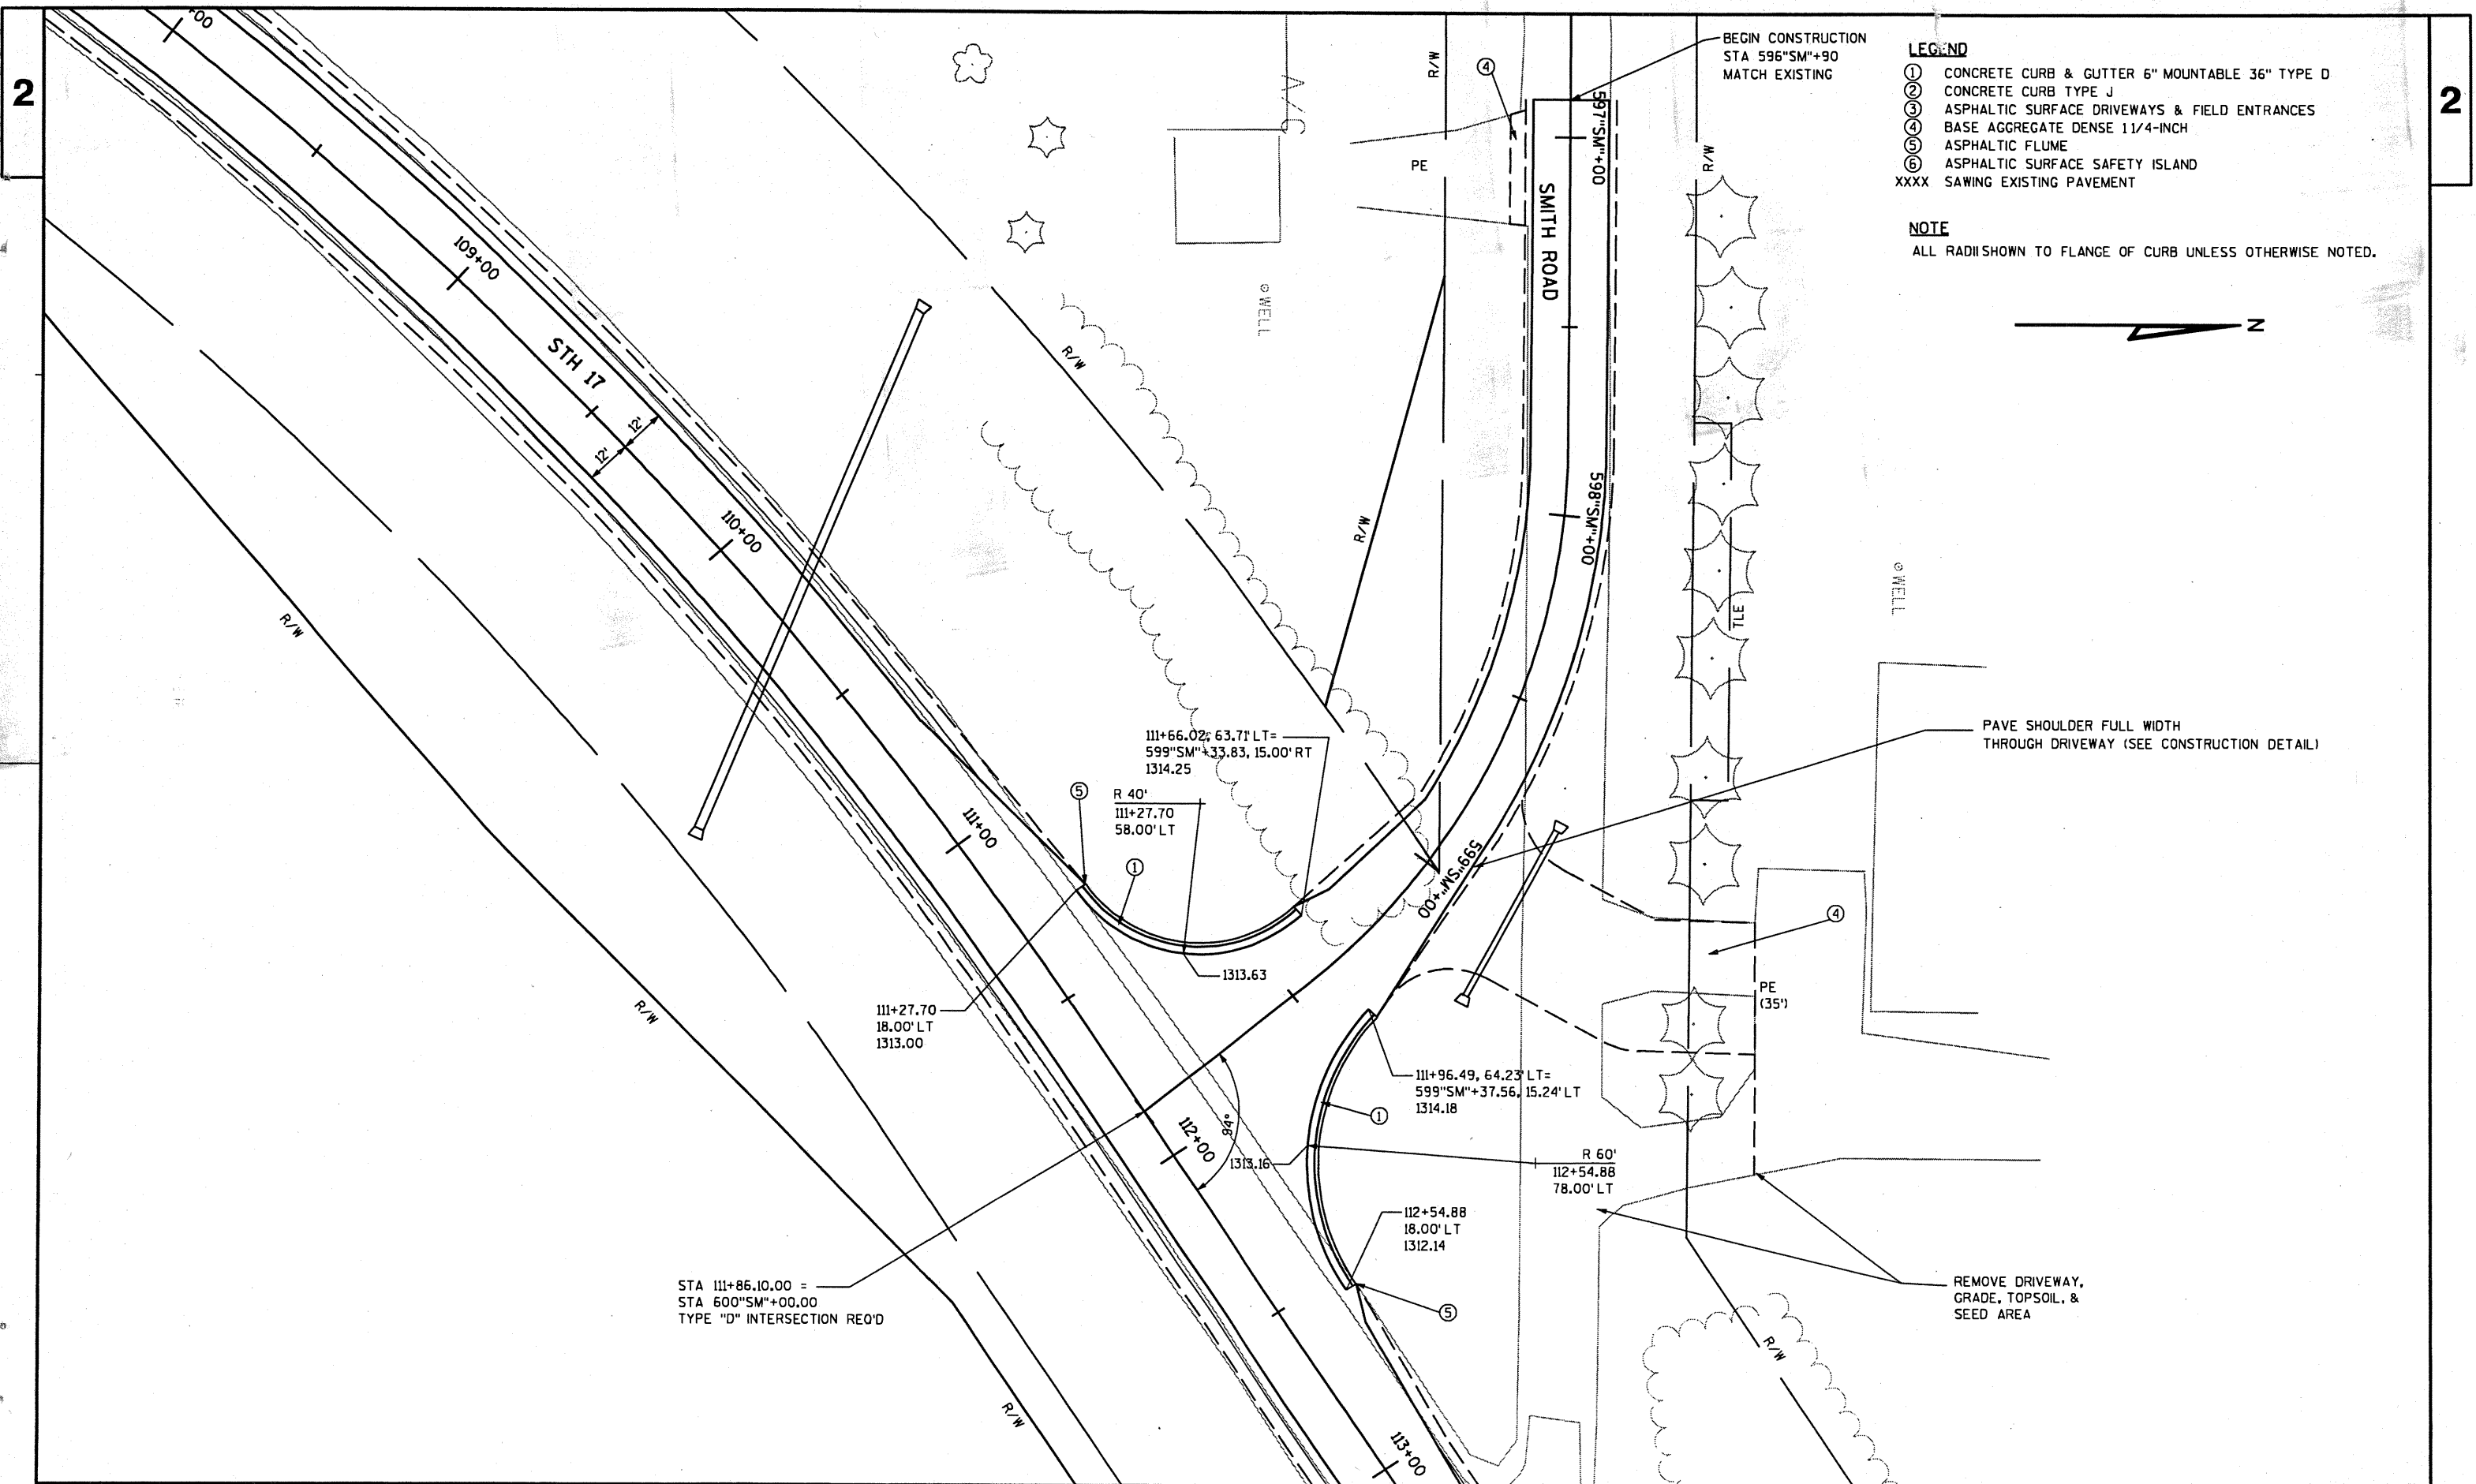 2
2
BEGIN CONSTRUCTION
STA 596"SM"+90
MATCH EXISTING
LEGEND
① CONCRETE CURB & GUTTER 6" MOUNTABLE 36" TYPE D
② CONCRETE CURB TYPE J
③ ASPHALTIC SURFACE DRIVEWAYS & FIELD ENTRANCES
④ BASE AGGREGATE DENSE 1 1/4-INCH
⑤ ASPHALTIC FLUME
⑥ ASPHALTIC SURFACE SAFETY ISLAND
XXXX SAWING EXISTING PAVEMENT
NOTE
ALL RADII SHOWN TO FLANGE OF CURB UNLESS OTHERWISE NOTED.
N
+00
R/W
④
R/W
PE
597"SM"+00
SMITH ROAD
109+00
WELL
STH 17
R/W
12'
12'
110+00
R/W
598"SM"+00
WELL
TLE
R/W
PAVE SHOULDER FULL WIDTH
THROUGH DRIVEWAY (SEE CONSTRUCTION DETAIL)
111+66.02, 63.71' LT=
599"SM"+33.83, 15.00' RT
1314.25
⑤
R 40'
111+27.70
58.00' LT
111+00
①
599"SM"+00
④
1313.63
PE
(35')
R/W
111+27.70
18.00' LT
1313.00
111+96.49, 64.23' LT=
599"SM"+37.56, 15.24' LT
1314.18
①
94°
112+00
1313.16
R 60'
112+54.88
78.00' LT
112+54.88
18.00' LT
1312.14
⑤
STA 111+86.10.00 =
STA 600"SM"+00.00
TYPE "D" INTERSECTION REQ'D
REMOVE DRIVEWAY,
GRADE, TOPSOIL, &
SEED AREA
R/W
R/W
113+00